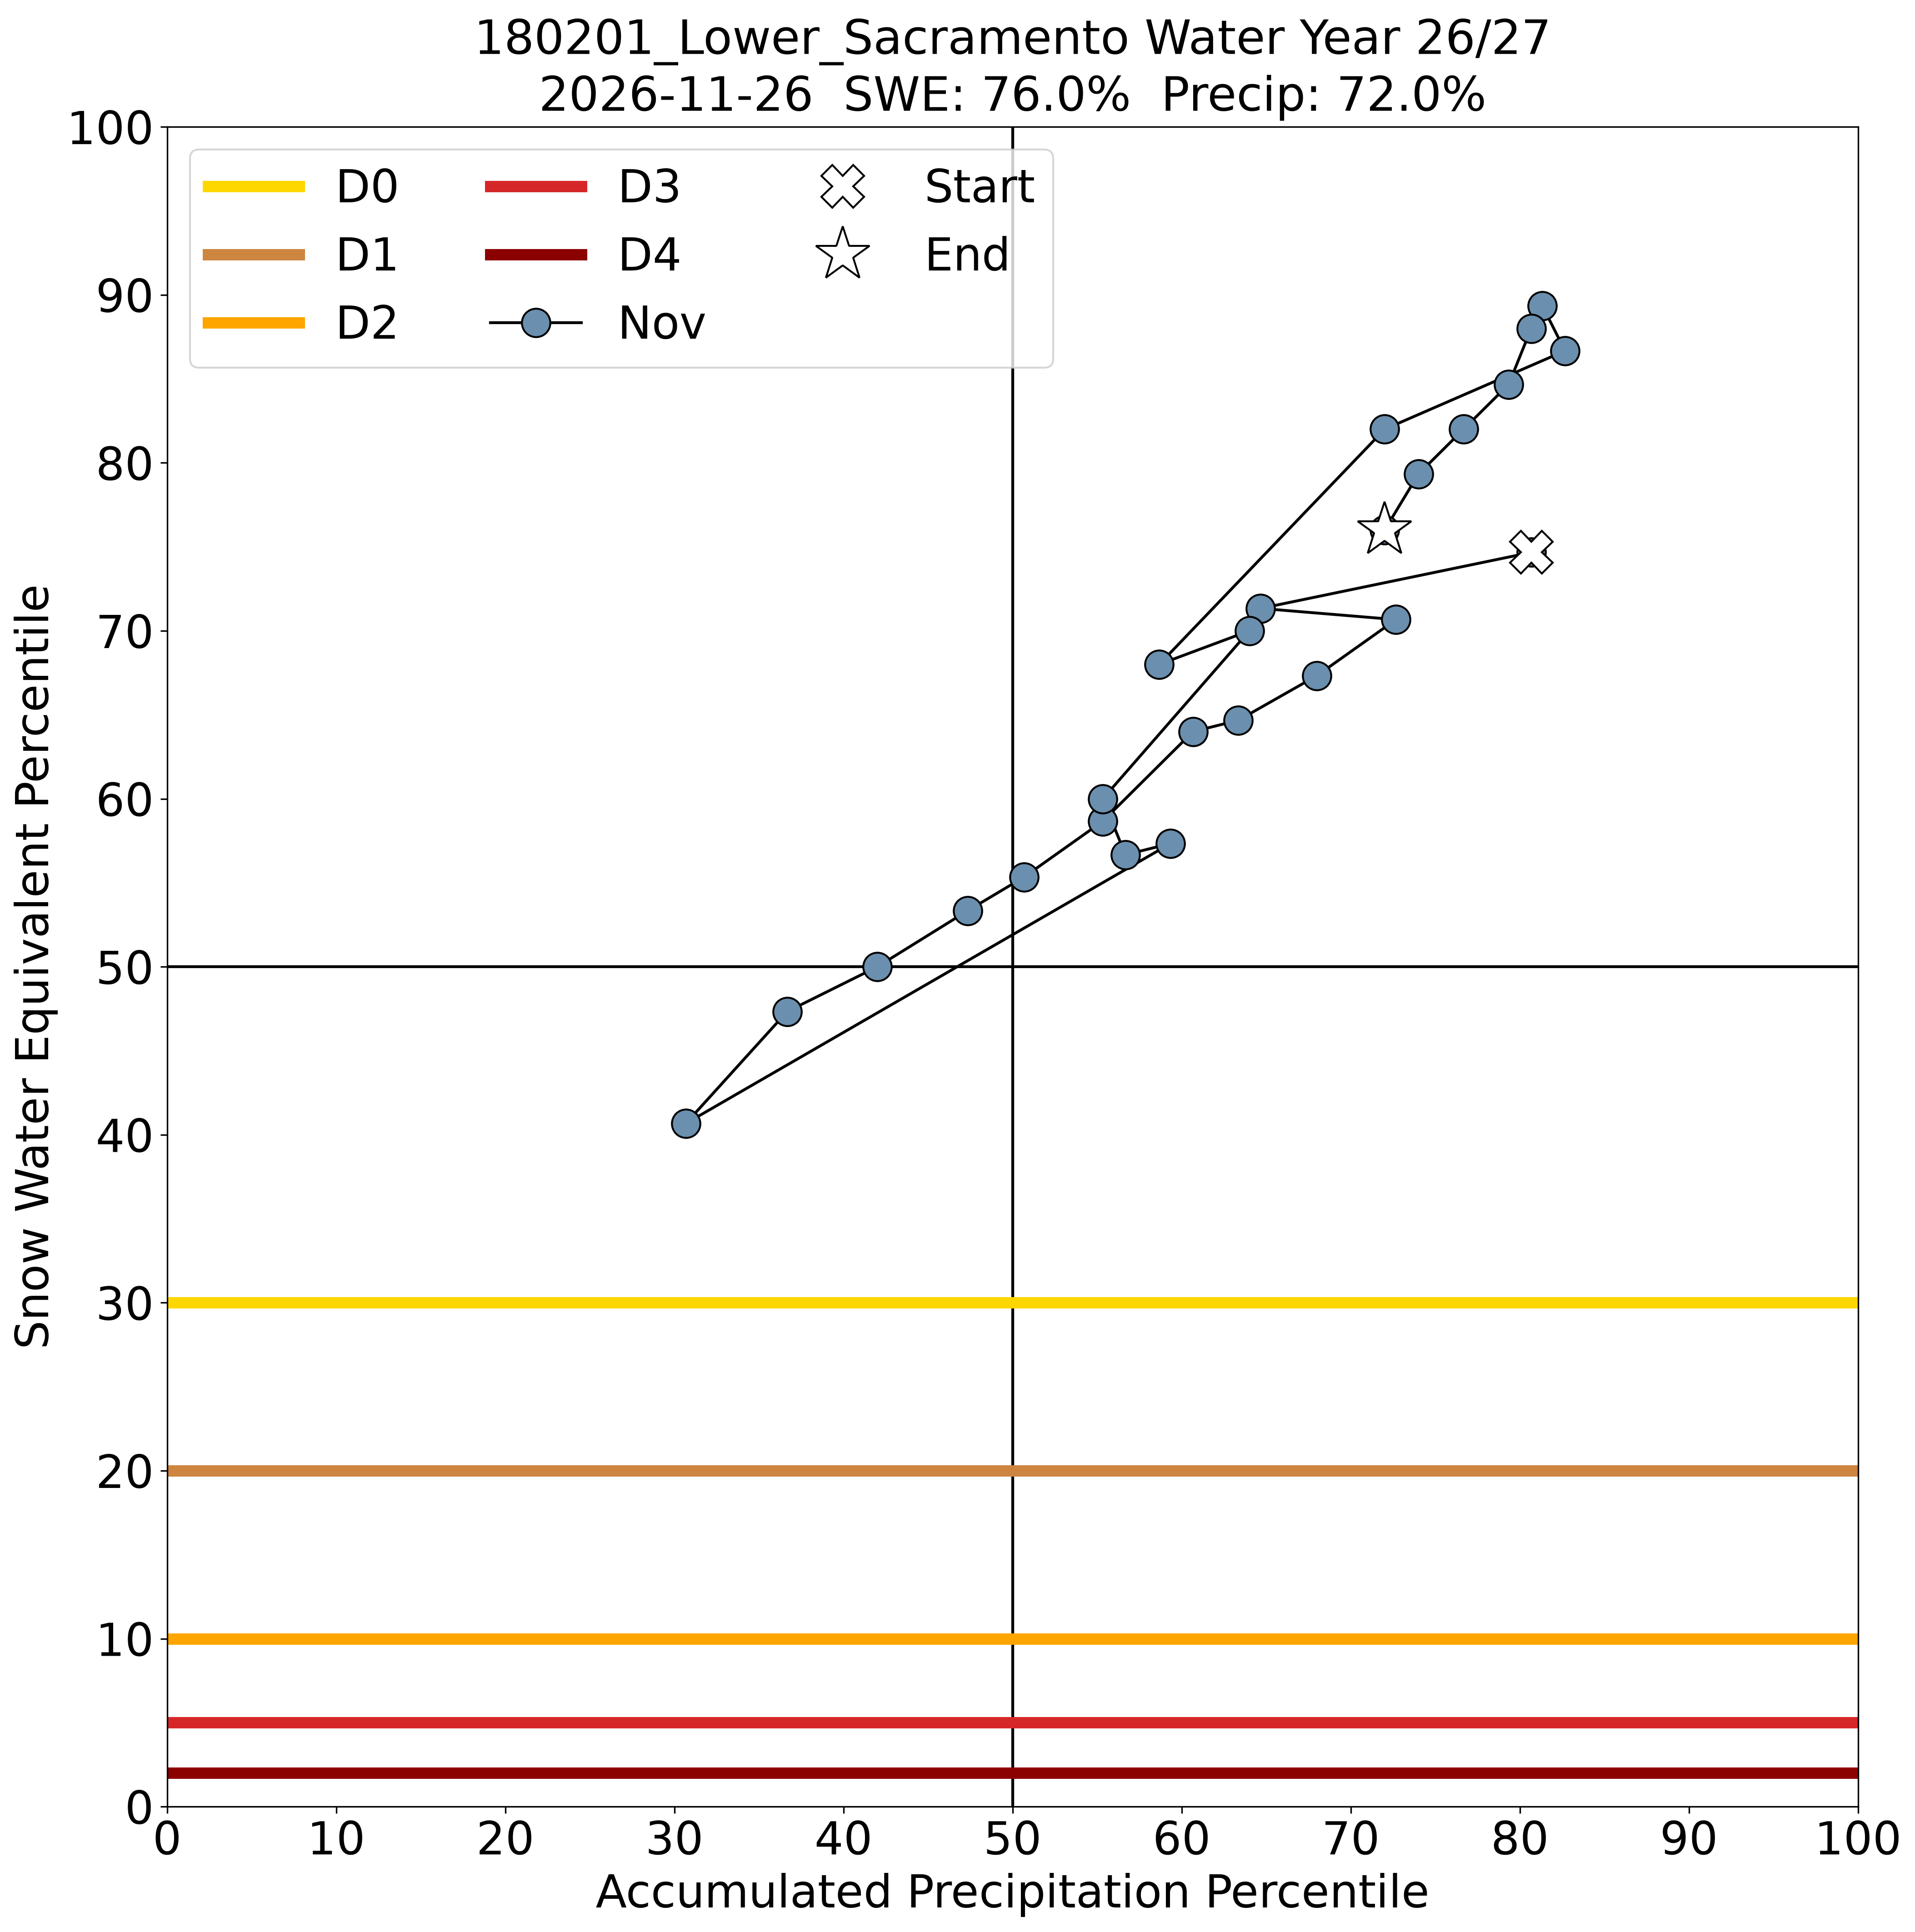 180201_Lower_Sacramento Water Year 26/27
2026-11-26  SWE: 76.0%  Precip: 72.0%
D0
D1
D2
D3
D4
Nov
Start
End
Snow Water Equivalent Percentile
100
90
80
70
60
50
40
30
20
10
0
0 10 20 30 40 50 60 70 80 90 100
Accumulated Precipitation Percentile